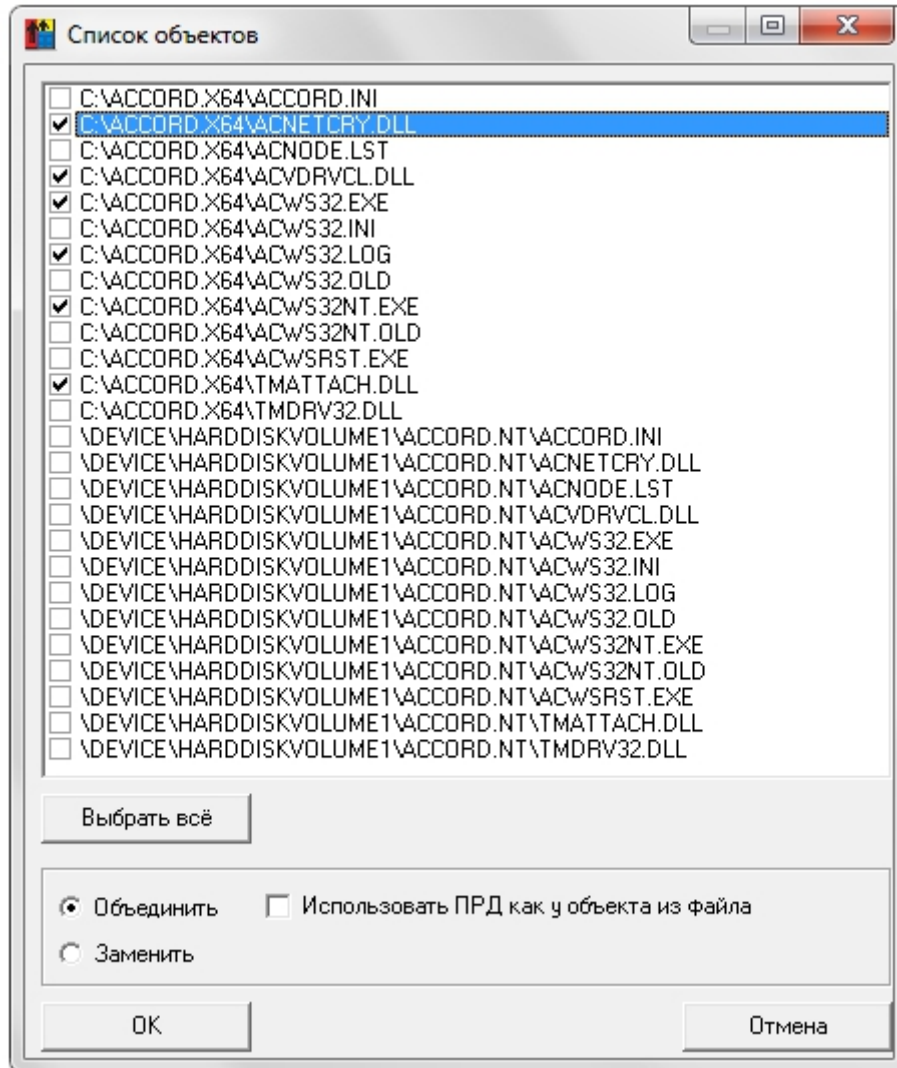 Список объектов
C:\ACCORD.X64\ACCORD.INI
C:\ACCORD.X64\ACNETCRY.DLL
C:\ACCORD.X64\ACNODE.LST
C:\ACCORD.X64\ACVDRVCL.DLL
C:\ACCORD.X64\ACWS32.EXE
C:\ACCORD.X64\ACWS32.INI
C:\ACCORD.X64\ACWS32.LOG
C:\ACCORD.X64\ACWS32.OLD
C:\ACCORD.X64\ACWS32NT.EXE
C:\ACCORD.X64\ACWS32NT.OLD
C:\ACCORD.X64\ACWSRST.EXE
C:\ACCORD.X64\TMATTACH.DLL
C:\ACCORD.X64\TMDRV32.DLL
\DEVICE\HARDDISKVOLUME1\ACCORD.NT\ACCORD.INI
\DEVICE\HARDDISKVOLUME1\ACCORD.NT\ACNETCRY.DLL
\DEVICE\HARDDISKVOLUME1\ACCORD.NT\ACNODE.LST
\DEVICE\HARDDISKVOLUME1\ACCORD.NT\ACVDRVCL.DLL
\DEVICE\HARDDISKVOLUME1\ACCORD.NT\ACWS32.EXE
\DEVICE\HARDDISKVOLUME1\ACCORD.NT\ACWS32.INI
\DEVICE\HARDDISKVOLUME1\ACCORD.NT\ACWS32.LOG
\DEVICE\HARDDISKVOLUME1\ACCORD.NT\ACWS32.OLD
\DEVICE\HARDDISKVOLUME1\ACCORD.NT\ACWS32NT.EXE
\DEVICE\HARDDISKVOLUME1\ACCORD.NT\ACWS32NT.OLD
\DEVICE\HARDDISKVOLUME1\ACCORD.NT\ACWSRST.EXE
\DEVICE\HARDDISKVOLUME1\ACCORD.NT\TMATTACH.DLL
\DEVICE\HARDDISKVOLUME1\ACCORD.NT\TMDRV32.DLL
Выбрать всё
Объединить Использовать ПРД как у объекта из файла
Заменить
OK Отмена